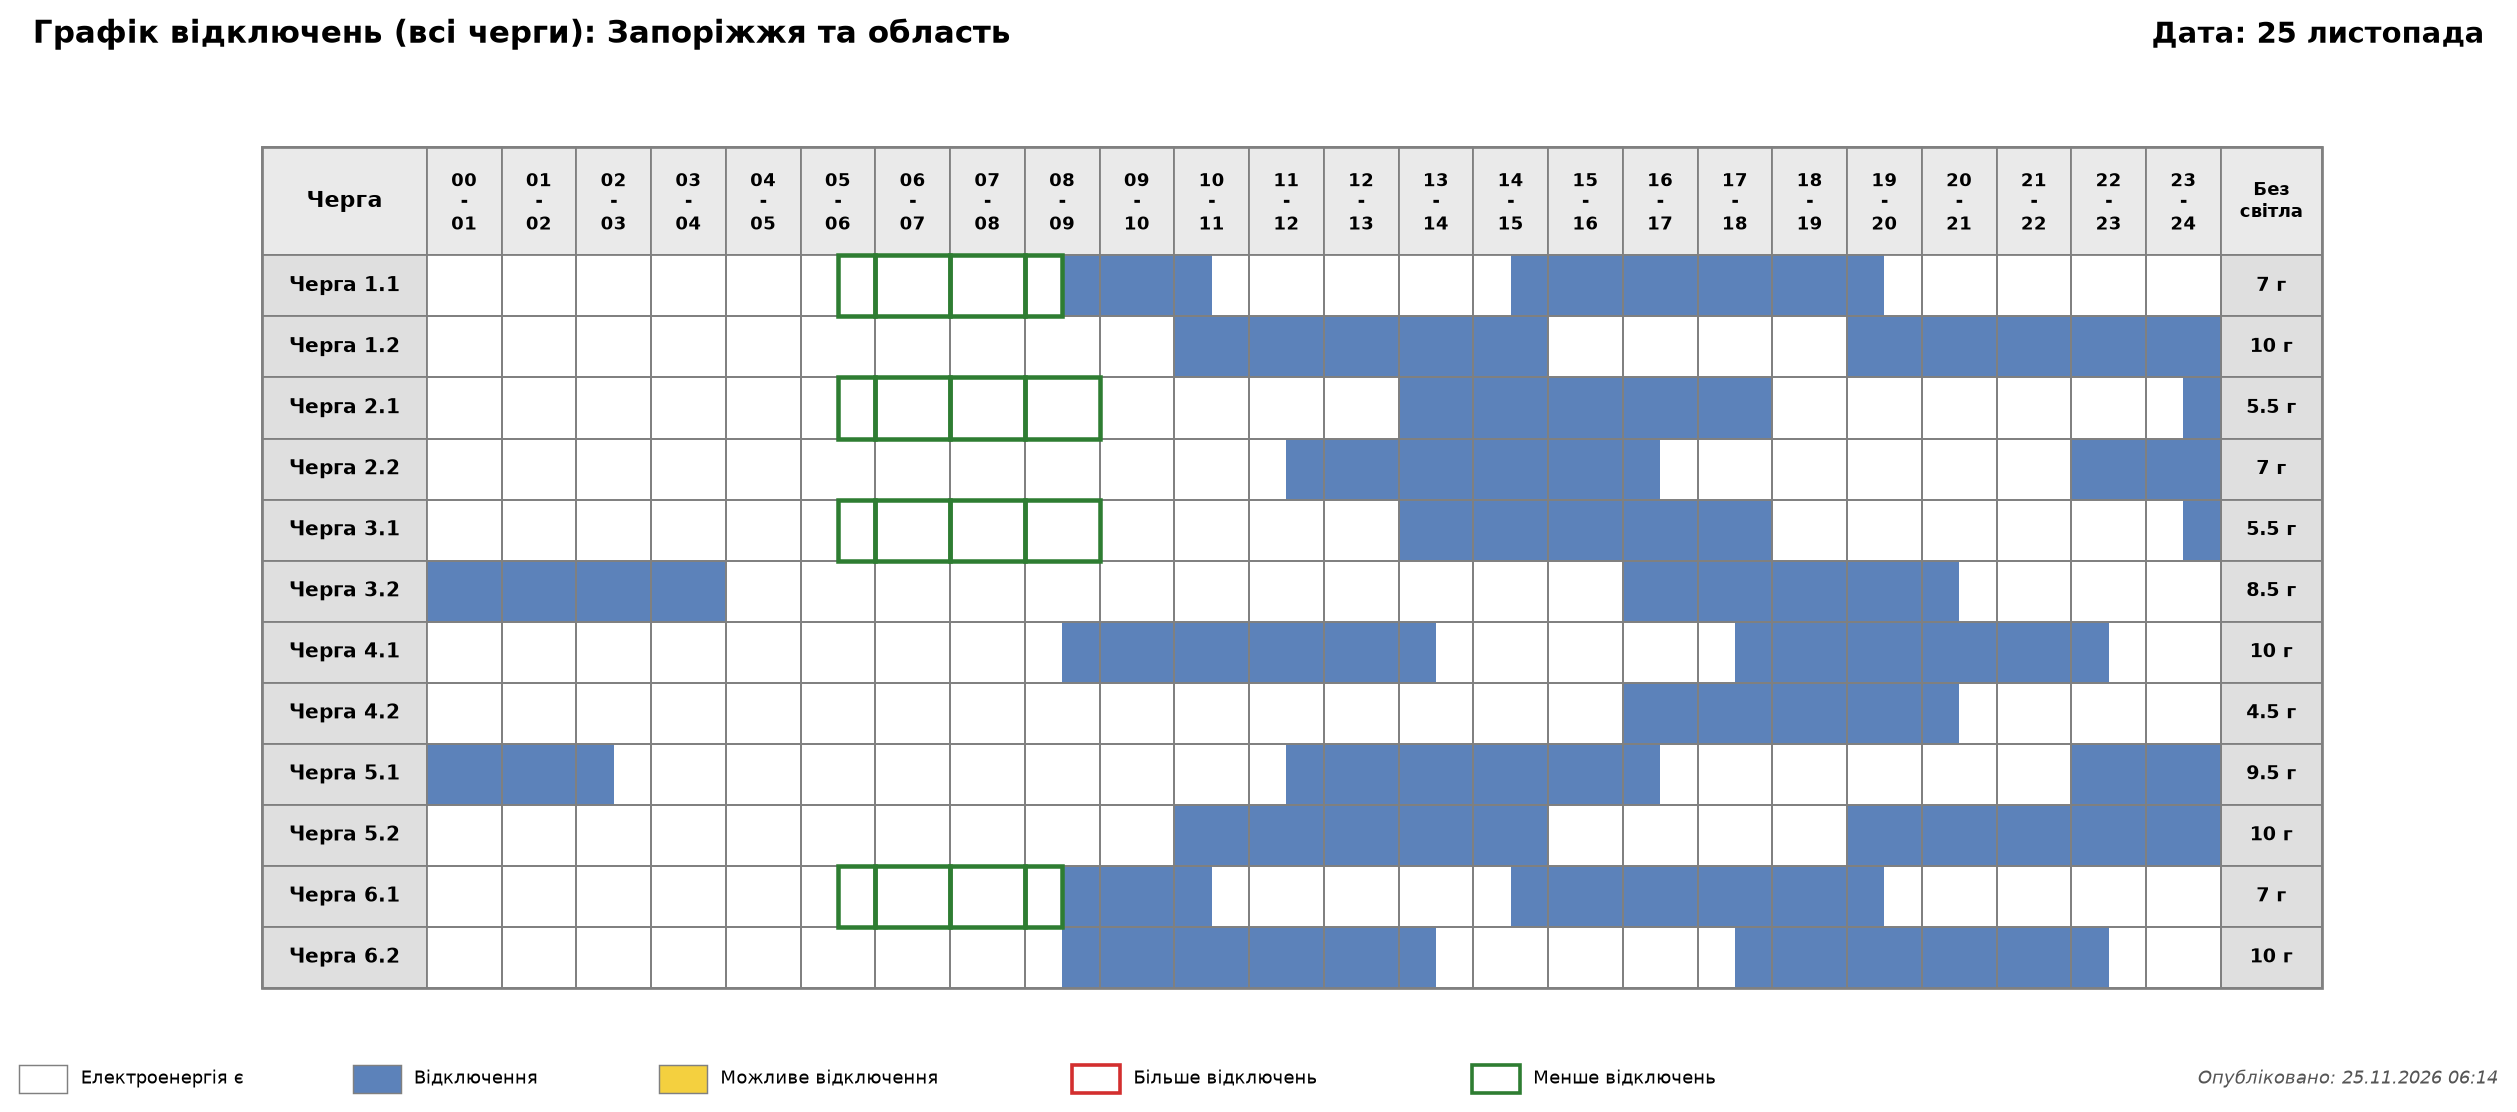 Графік відключень (всі черги): Запоріжжя та область
Дата: 25 листопада
Черга 00 - 01 01 - 02 02 - 03 03 - 04 04 - 05 05 - 06 06 - 07 07 - 08 08 - 09 09 - 10 10 - 11 11 - 12 12 - 13 13 - 14 14 - 15 15 - 16 16 - 17 17 - 18 18 - 19 19 - 20 20 - 21 21 - 22 22 - 23 23 - 24 Без світла
Черга 1.1 7 г
Черга 1.2 10 г
Черга 2.1 5.5 г
Черга 2.2 7 г
Черга 3.1 5.5 г
Черга 3.2 8.5 г
Черга 4.1 10 г
Черга 4.2 4.5 г
Черга 5.1 9.5 г
Черга 5.2 10 г
Черга 6.1 7 г
Черга 6.2 10 г
Електроенергія є
Відключення
Можливе відключення
Більше відключень
Менше відключень
Опубліковано: 25.11.2026 06:14